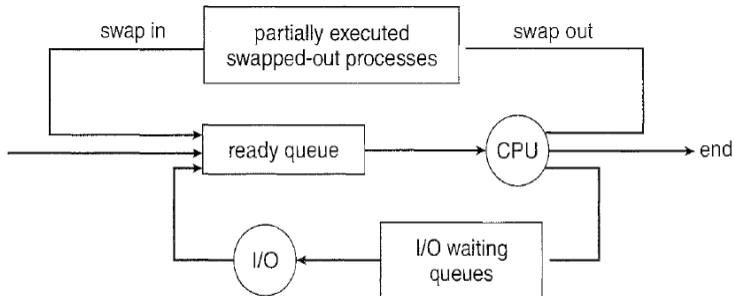 swap in
partially executed
swapped-out processes
swap out
ready queue
CPU
end
I/O
I/O waiting
queues